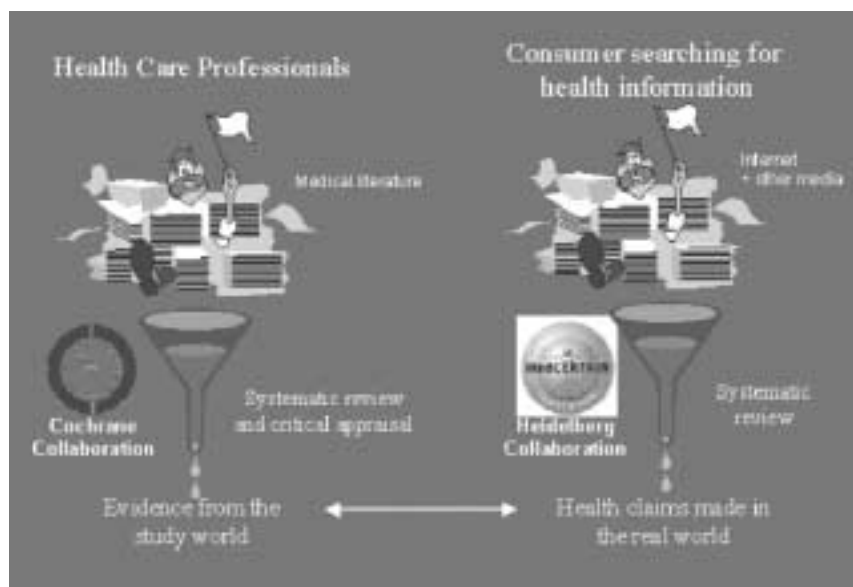 Health Care Professionals
Medical literature
Cochrane
Collaboration
Systematic review
and critical appraisal
Evidence from the
study world
Consumer searching for
health information
Internet
+ other media
MEDCERTAIN
Heidelberg
Collaboration
Systematic
review
Health claims made in
the real world